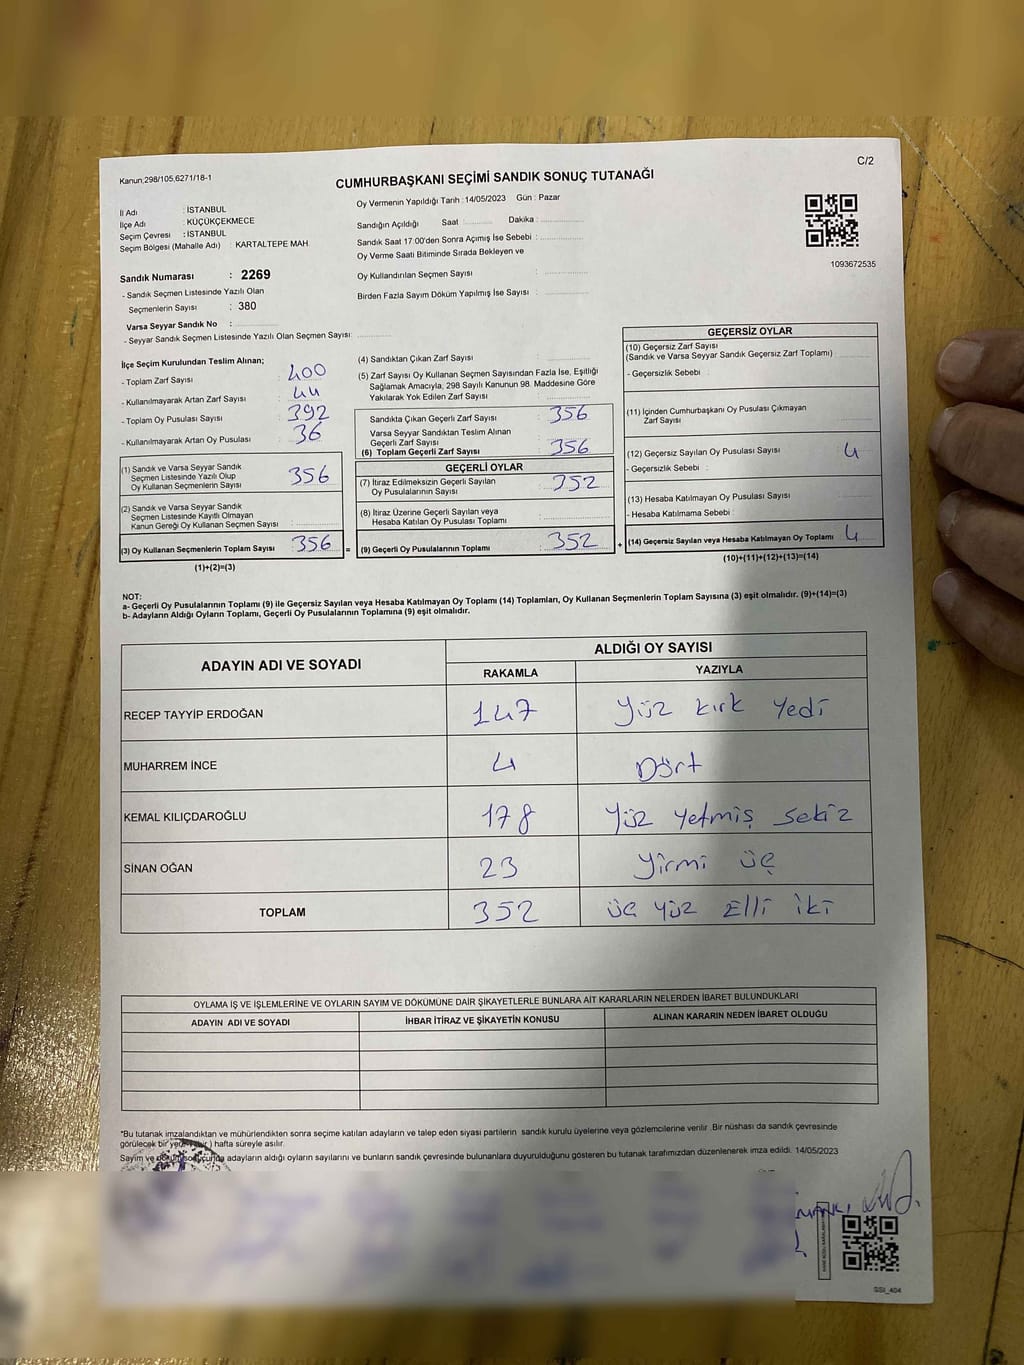 C/2
Kanun;298/105,6271/18-1
CUMHURBAŞKANI SEÇİMİ SANDIK SONUÇ TUTANAĞI
İl Adı : İSTANBUL
İlçe Adı : KÜÇÜKÇEKMECE
Seçim Çevresi : İSTANBUL
Seçim Bölgesi (Mahalle Adı) : KARTALTEPE MAH
Sandık Numarası : 2269
- Sandık Seçmen Listesinde Yazılı Olan
Seçmenlerin Sayısı : 380
Varsa Seyyar Sandık No :
- Seyyar Sandık Seçmen Listesinde Yazılı Olan Seçmen Sayısı:
Oy Vermenin Yapıldığı Tarih :14/05/2023 Gün : Pazar
Sandığın Açıldığı Saat Dakika :
Sandık Saat 17:00'den Sonra Açımış İse Sebebi :
Oy Verme Saati Bitiminde Sırada Bekleyen ve
Oy Kullandırılan Seçmen Sayısı :
Birden Fazla Sayım Döküm Yapılmış İse Sayısı :
1093672535
İlçe Seçim Kurulundan Teslim Alınan;
- Toplam Zarf Sayısı : 400
- Kullanılmayarak Artan Zarf Sayısı : 44
- Toplam Oy Pusulası Sayısı : 392
- Kullanılmayarak Artan Oy Pusulası : 36
(1) Sandık ve Varsa Seyyar Sandık
Seçmen Listesinde Yazılı Olup
Oy Kullanan Seçmenlerin Sayısı : 356
(2) Sandık ve Varsa Seyyar Sandık
Seçmen Listesinde Kayıtlı Olmayan
Kanun Gereği Oy Kullanan Seçmen Sayısı :
(3) Oy Kullanan Seçmenlerin Toplam Sayısı : 356 =
(1)+(2)=(3)
(4) Sandıktan Çıkan Zarf Sayısı :
(5) Zarf Sayısı Oy Kullanan Seçmen Sayısından Fazla İse, Eşitliği
Sağlamak Amacıyla, 298 Sayılı Kanunun 98. Maddesine Göre
Yakılarak Yok Edilen Zarf Sayısı :
Sandıkta Çıkan Geçerli Zarf Sayısı : 356
Varsa Seyyar Sandıktan Teslim Alınan
Geçerli Zarf Sayısı :
(6) Toplam Geçerli Zarf Sayısı : 356
GEÇERLİ OYLAR
(7) İtiraz Edilmeksizin Geçerli Sayılan
Oy Pusulalarının Sayısı : 352
(8) İtiraz Üzerine Geçerli Sayılan veya
Hesaba Katılan Oy Pusulası Toplamı :
(9) Geçerli Oy Pusulalarının Toplamı : 352 +
GEÇERSİZ OYLAR
(10) Geçersiz Zarf Sayısı
(Sandık ve Varsa Seyyar Sandık Geçersiz Zarf Toplamı)
- Geçersizlik Sebebi :
(11) İçinden Cumhurbaşkanı Oy Pusulası Çıkmayan
Zarf Sayısı
(12) Geçersiz Sayılan Oy Pusulası Sayısı 4
- Geçersizlik Sebebi :
(13) Hesaba Katılmayan Oy Pusulası Sayısı
- Hesaba Katılmama Sebebi :
(14) Geçersiz Sayılan veya Hesaba Katılmayan Oy Toplamı 4
(10)+(11)+(12)+(13)=(14)
NOT:
a- Geçerli Oy Pusulalarının Toplamı (9) ile Geçersiz Sayılan veya Hesaba Katılmayan Oy Toplamı (14) Toplamları, Oy Kullanan Seçmenlerin Toplam Sayısına (3) eşit olmalıdır. (9)+(14)=(3)
b- Adayların Aldığı Oyların Toplamı, Geçerli Oy Pusulalarının Toplamına (9) eşit olmalıdır.
ADAYIN ADI VE SOYADI ALDIĞI OY SAYISI
RAKAMLA YAZIYLA
RECEP TAYYİP ERDOĞAN 147 Yüz kırk Yedi
MUHARREM İNCE 4 Dört
KEMAL KILIÇDAROĞLU 178 Yüz Yetmiş sekiz
SİNAN OĞAN 23 Yirmi üç
TOPLAM 352 üç yüz Elli iki
OYLAMA İŞ VE İŞLEMLERİNE VE OYLARIN SAYIM VE DÖKÜMÜNE DAİR ŞİKAYETLERLE BUNLARA AİT KARARLARIN NELERDEN İBARET BULUNDUKLARI
ADAYIN ADI VE SOYADI İHBAR İTİRAZ VE ŞİKAYETİN KONUSU ALINAN KARARIN NEDEN İBARET OLDUĞU
*Bu tutanak imzalandıktan ve mühürlendikten sonra seçime katılan adayların ve talep eden siyasi partilerin sandık kurulu üyelerine veya gözlemcilerine verilir. Bir nüshası da sandık çevresinde
görülecek bir yere ) hafta süreyle asılır.
Sayım ve adayların aldığı oyların sayılarını ve bunların sandık çevresinde bulunanlara duyurulduğunu gösteren bu tutanak tarafımızdan düzenlenerek imza edildi. 14/05/2023
SSI_404